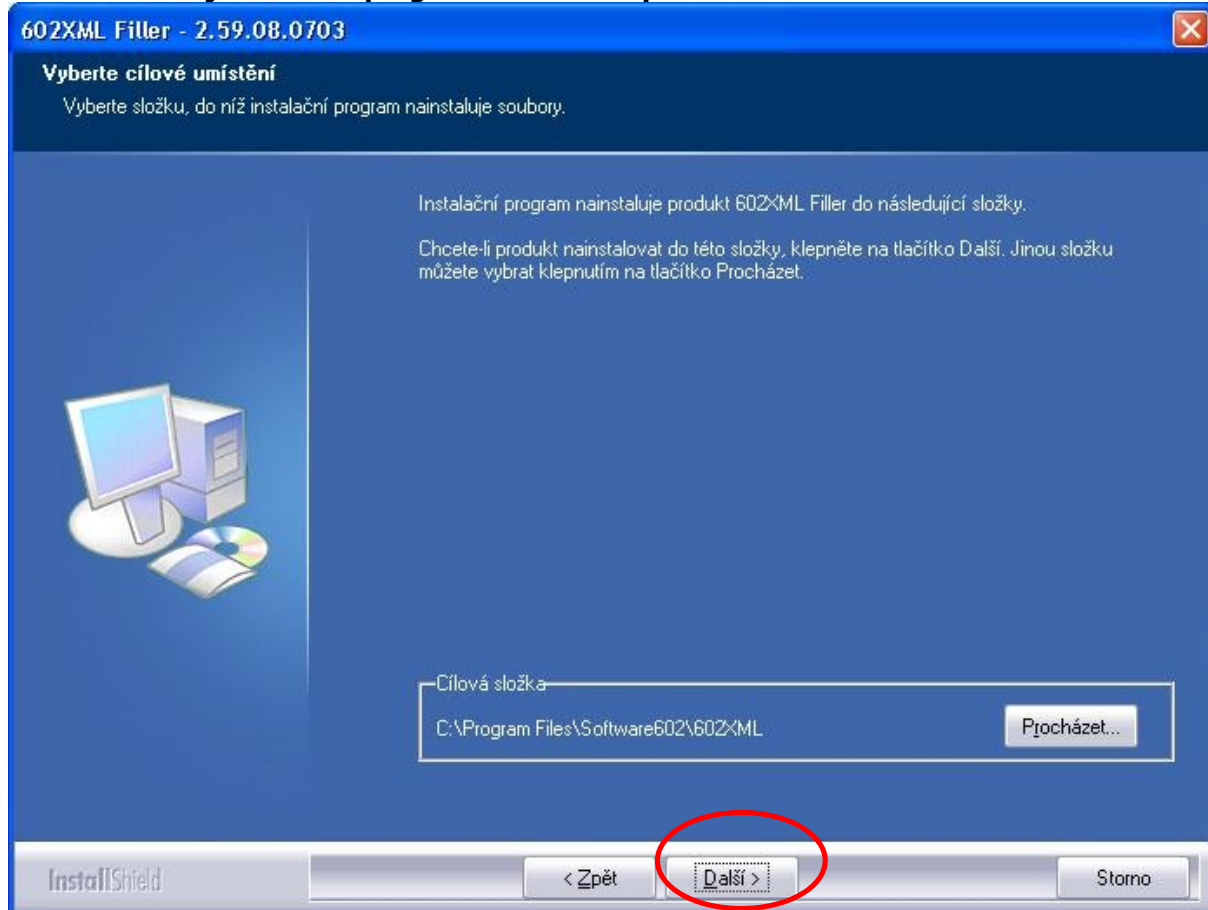 602XML Filler - 2.59.08.0703
Vyberte cílové umístění
Vyberte složku, do níž instalační program nainstaluje soubory.
Instalační program nainstaluje produkt 602XML Filler do následující složky.
Chcete-li produkt nainstalovat do této složky, klepněte na tlačítko Další. Jinou složku
můžete vybrat klepnutím na tlačítko Procházet.
Cílová složka
C:\Program Files\Software602\602XML
Procházet...
InstallShield
< Zpět
Další >
Storno